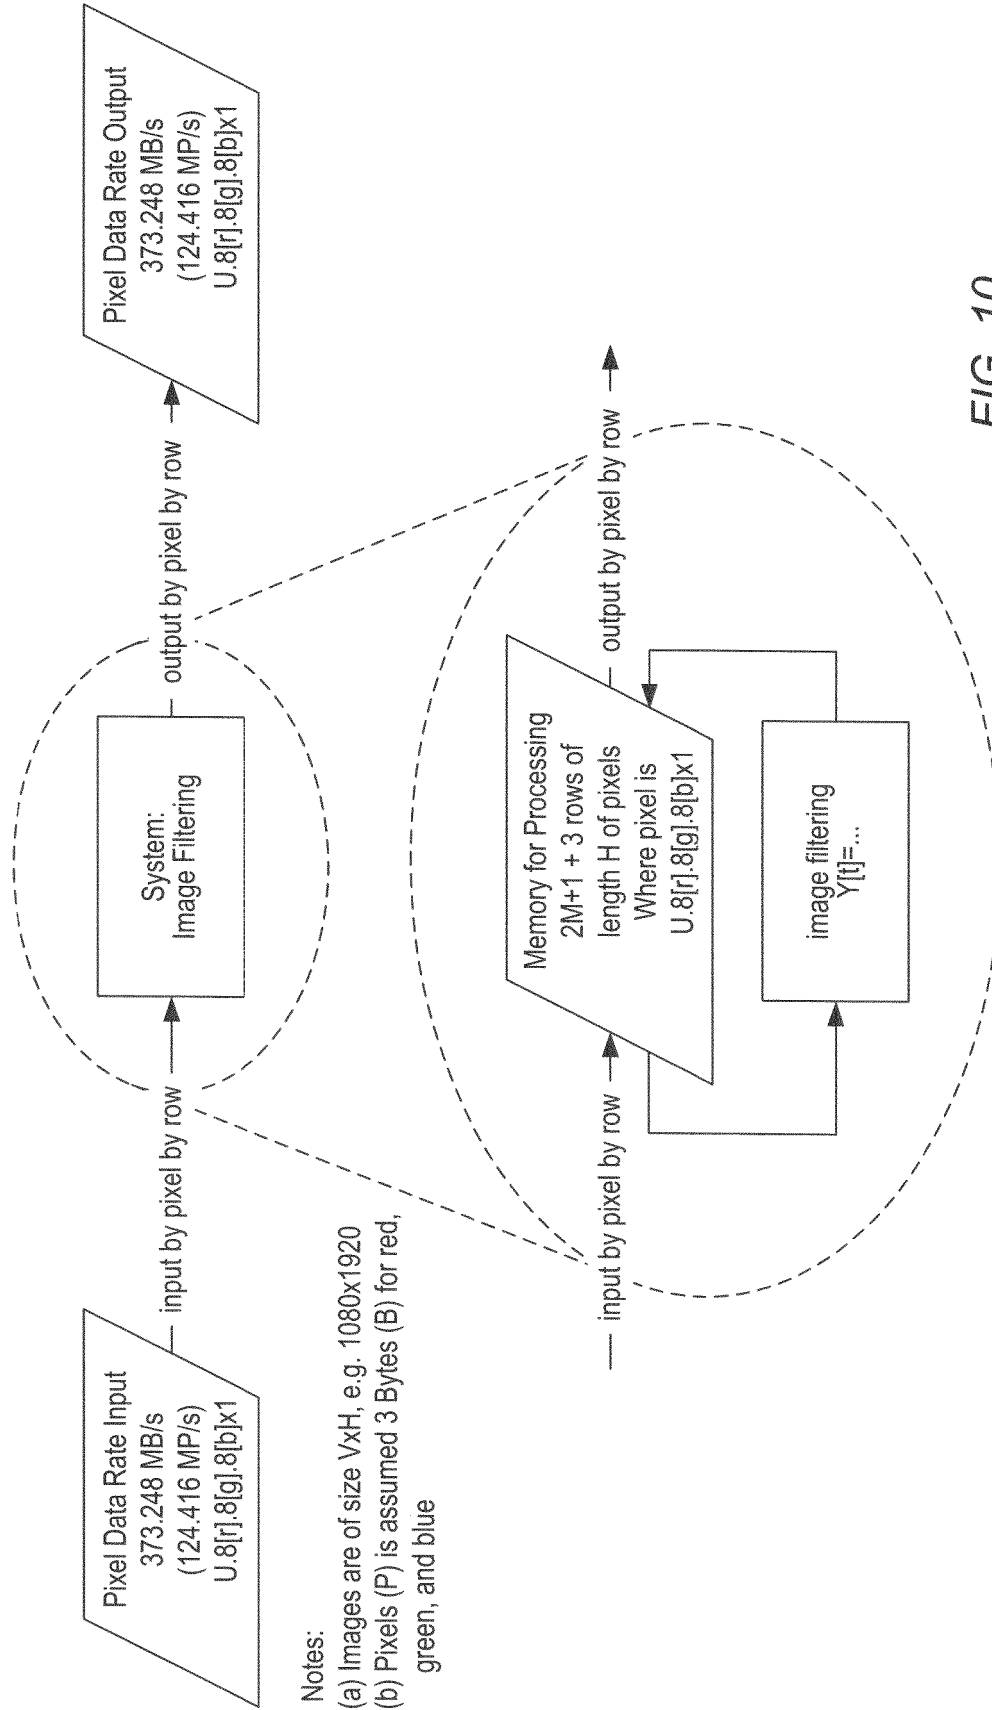 Pixel Data Rate Input
373.248 MB/s
(124.416 MP/s)
U.8[r].8[g].8[b]x1
input by pixel by row
System:
Image Filtering
output by pixel by row
Pixel Data Rate Output
373.248 MB/s
(124.416 MP/s)
U.8[r].8[g].8[b]x1
Notes:
(a) Images are of size VxH, e.g. 1080x1920
(b) Pixels (P) is assumed 3 Bytes (B) for red,
green, and blue
input by pixel by row
Memory for Processing
2M+1 + 3 rows of
length H of pixels
Where pixel is
U.8[r].8[g].8[b]x1
output by pixel by row
image filtering
Y[t]=...
FIG. 10